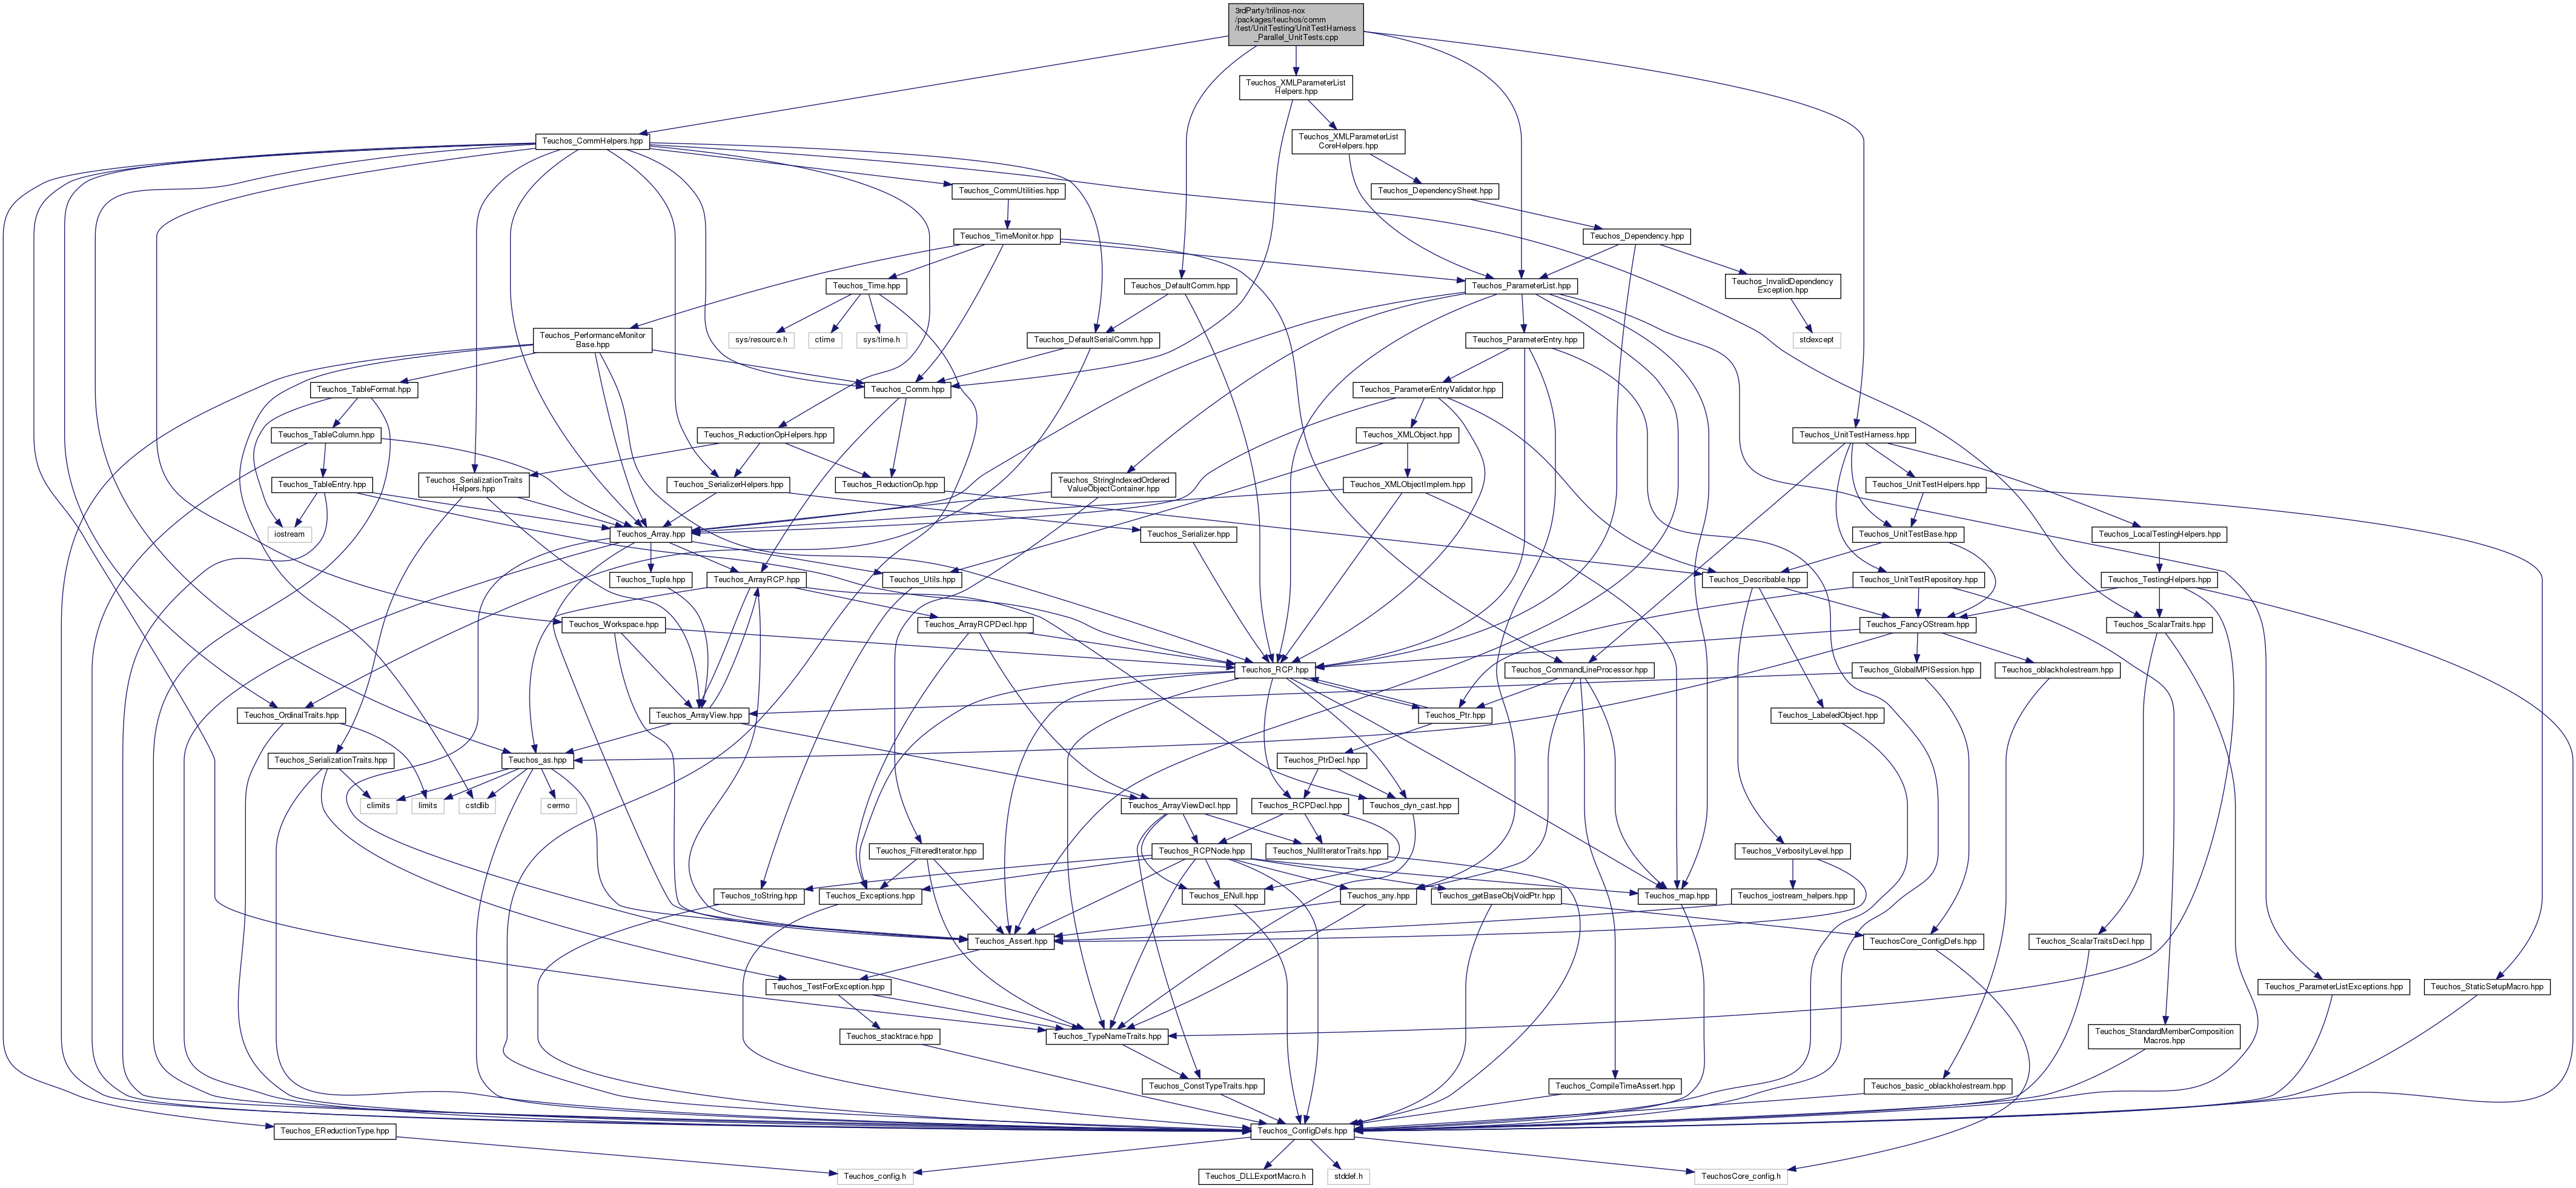 3rdParty/trilinos-nox
/packages/teuchos/comm
/test/UnitTesting/UnitTestHarness
_Parallel_UnitTests.cpp
Teuchos_XMLParameterList
Helpers.hpp
Teuchos_CommHelpers.hpp
Teuchos_XMLParameterList
CoreHelpers.hpp
Teuchos_CommUtilities.hpp
Teuchos_DependencySheet.hpp
Teuchos_TimeMonitor.hpp
Teuchos_Dependency.hpp
Teuchos_Time.hpp
Teuchos_DefaultComm.hpp
Teuchos_ParameterList.hpp
Teuchos_InvalidDependency
Exception.hpp
Teuchos_PerformanceMonitor
Base.hpp
sys/resource.h
ctime
sys/time.h
Teuchos_DefaultSerialComm.hpp
Teuchos_ParameterEntry.hpp
stdexcept
Teuchos_TableFormat.hpp
Teuchos_Comm.hpp
Teuchos_ParameterEntryValidator.hpp
Teuchos_TableColumn.hpp
Teuchos_ReductionOpHelpers.hpp
Teuchos_XMLObject.hpp
Teuchos_UnitTestHarness.hpp
Teuchos_TableEntry.hpp
Teuchos_SerializationTraits
Helpers.hpp
Teuchos_SerializerHelpers.hpp
Teuchos_ReductionOp.hpp
Teuchos_StringIndexedOrdered
ValueObjectContainer.hpp
Teuchos_XMLObjectImplem.hpp
Teuchos_UnitTestHelpers.hpp
iostream
Teuchos_Array.hpp
Teuchos_Serializer.hpp
Teuchos_UnitTestBase.hpp
Teuchos_LocalTestingHelpers.hpp
Teuchos_Tuple.hpp
Teuchos_ArrayRCP.hpp
Teuchos_Utils.hpp
Teuchos_Describable.hpp
Teuchos_UnitTestRepository.hpp
Teuchos_TestingHelpers.hpp
Teuchos_Workspace.hpp
Teuchos_ArrayRCPDecl.hpp
Teuchos_FancyOStream.hpp
Teuchos_ScalarTraits.hpp
Teuchos_RCP.hpp
Teuchos_CommandLineProcessor.hpp
Teuchos_GlobalMPISession.hpp
Teuchos_oblackholestream.hpp
Teuchos_OrdinalTraits.hpp
Teuchos_ArrayView.hpp
Teuchos_Ptr.hpp
Teuchos_LabeledObject.hpp
Teuchos_SerializationTraits.hpp
Teuchos_as.hpp
Teuchos_PtrDecl.hpp
climits
limits
cstdlib
cerrno
Teuchos_ArrayViewDecl.hpp
Teuchos_RCPDecl.hpp
Teuchos_dyn_cast.hpp
Teuchos_FilteredIterator.hpp
Teuchos_RCPNode.hpp
Teuchos_NullIteratorTraits.hpp
Teuchos_VerbosityLevel.hpp
Teuchos_toString.hpp
Teuchos_Exceptions.hpp
Teuchos_ENull.hpp
Teuchos_any.hpp
Teuchos_getBaseObjVoidPtr.hpp
Teuchos_map.hpp
Teuchos_iostream_helpers.hpp
Teuchos_Assert.hpp
TeuchosCore_ConfigDefs.hpp
Teuchos_ScalarTraitsDecl.hpp
Teuchos_TestForException.hpp
Teuchos_ParameterListExceptions.hpp
Teuchos_StaticSetupMacro.hpp
Teuchos_stacktrace.hpp
Teuchos_TypeNameTraits.hpp
Teuchos_StandardMemberComposition
Macros.hpp
Teuchos_ConstTypeTraits.hpp
Teuchos_CompileTimeAssert.hpp
Teuchos_basic_oblackholestream.hpp
Teuchos_EReductionType.hpp
Teuchos_ConfigDefs.hpp
Teuchos_config.h
Teuchos_DLLExportMacro.h
stddef.h
TeuchosCore_config.h